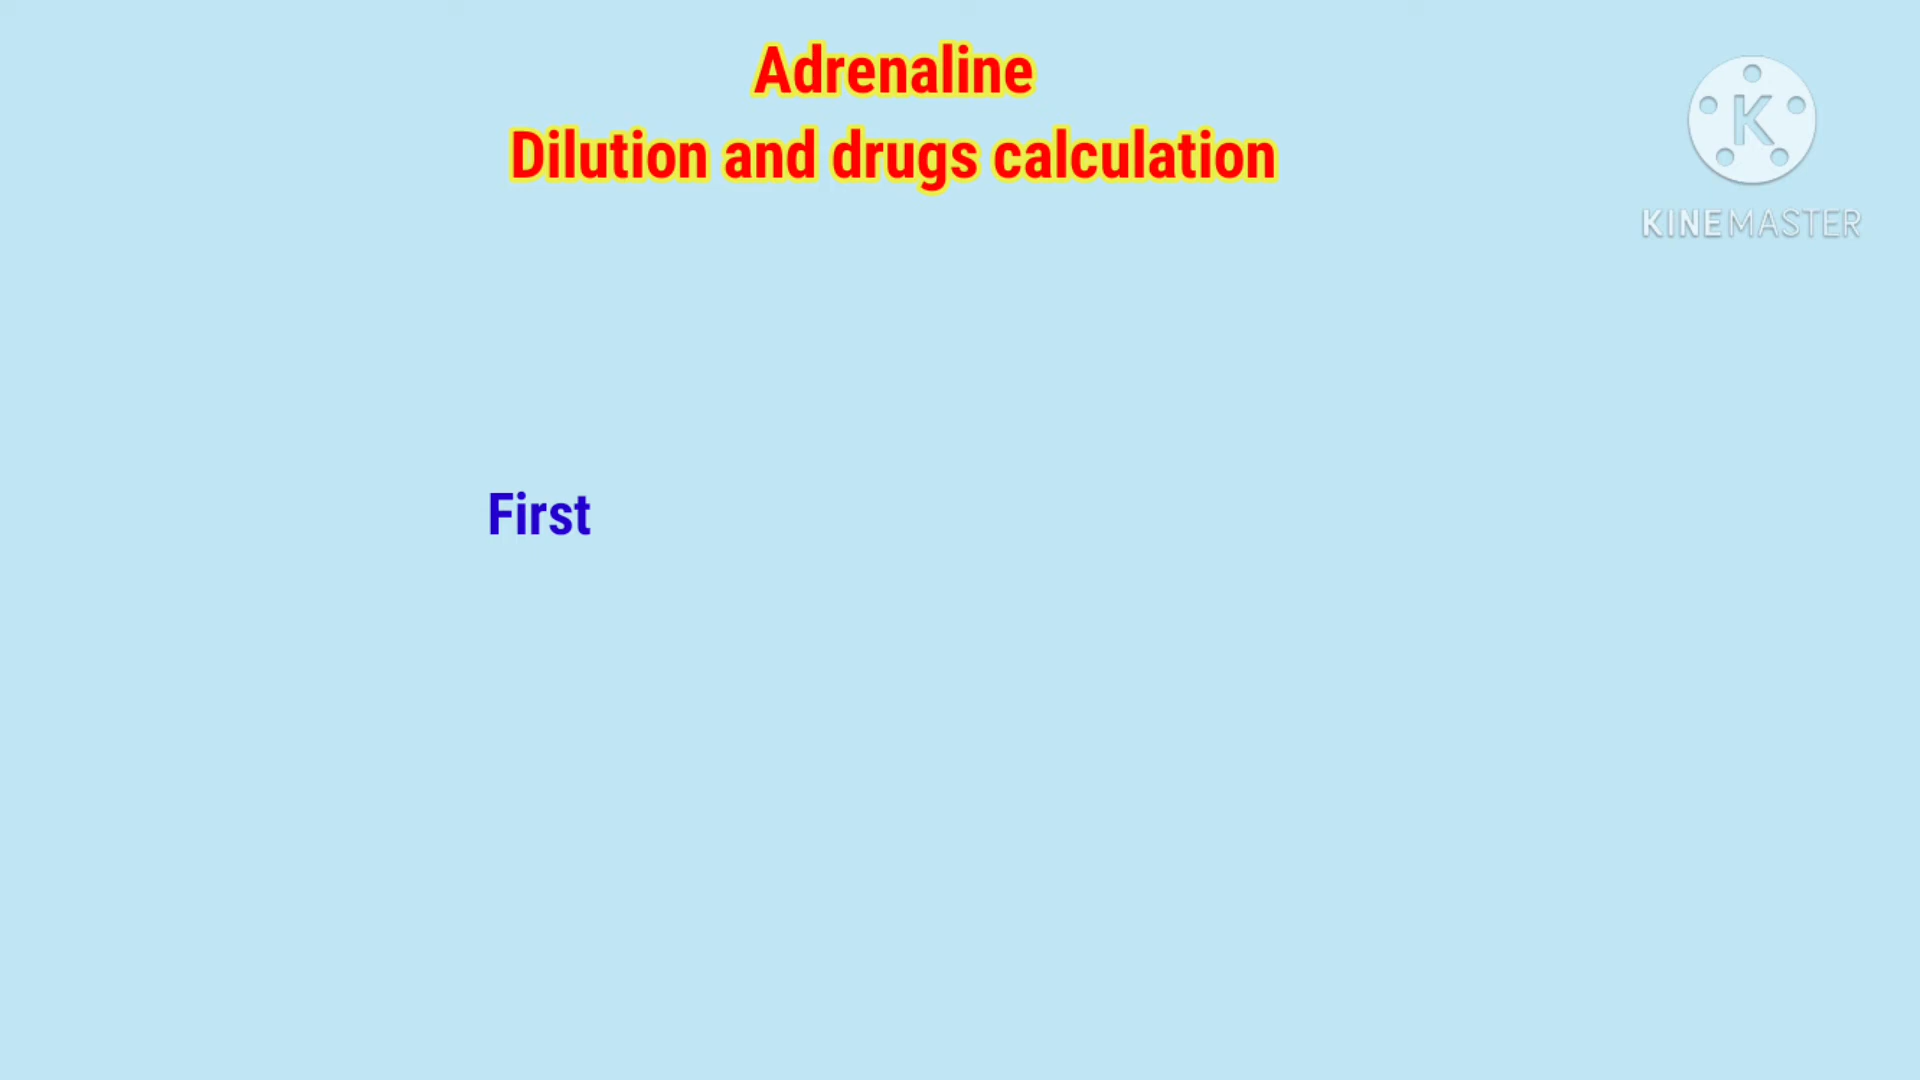 Adrenaline
Dilution and drugs calculation
K
KINEMASTER
First